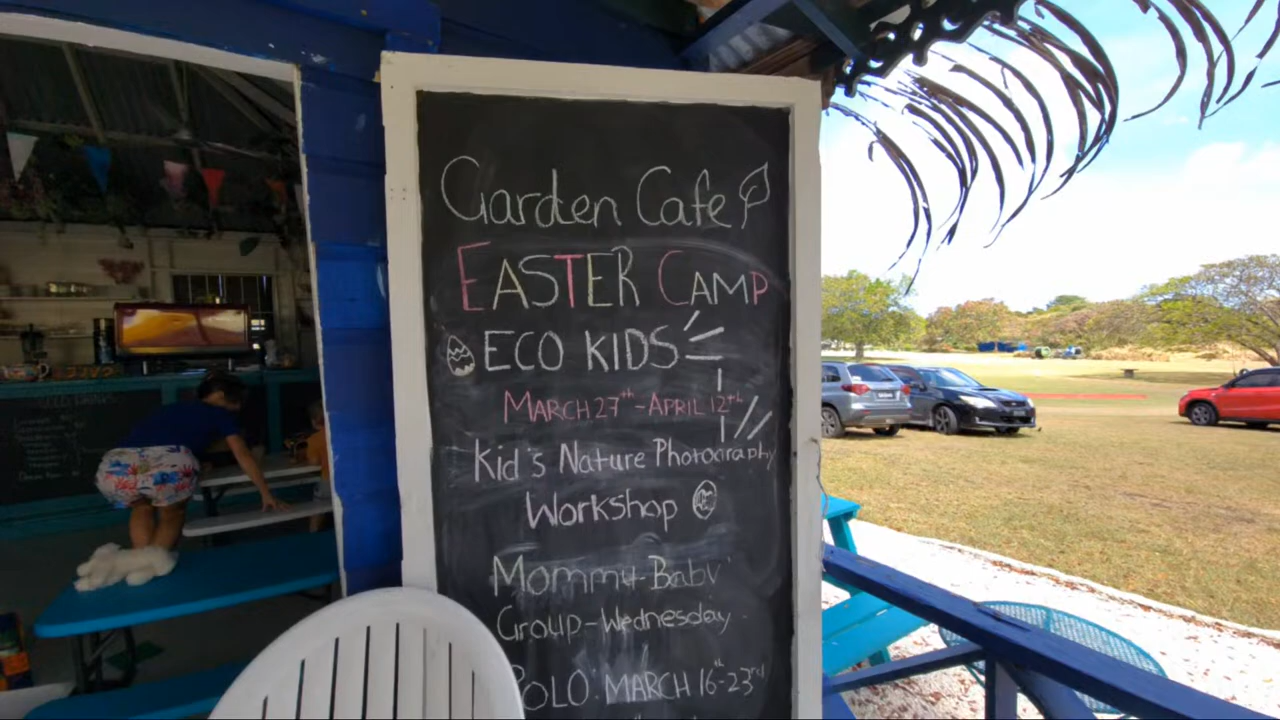 Garden Cafe
EASTER CAMP
ECO KIDS
MARCH 27th - APRIL 12th
Kid's Nature Photography
Workshop
Mommy-Baby
Group-Wednesday
POLO: MARCH 16th-23rd